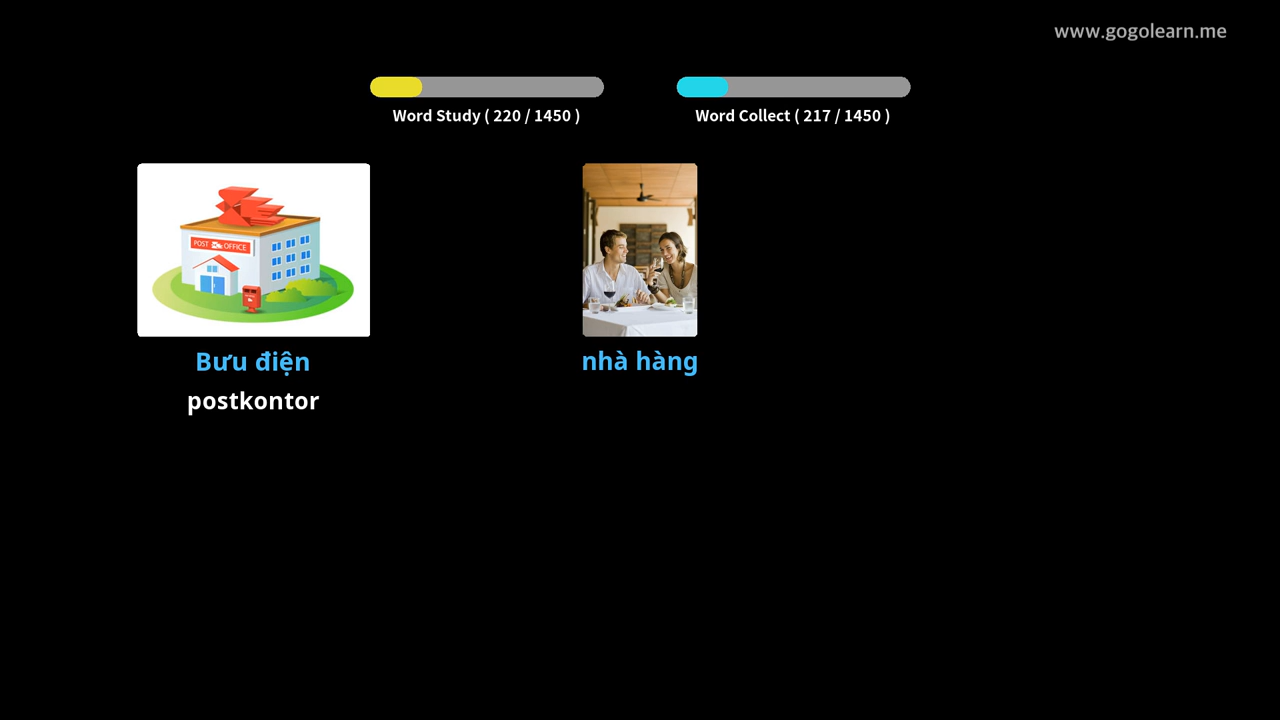 www.gogolearn.me
Word Study ( 220 / 1450 )
Word Collect ( 217 / 1450 )
POST OFFICE
Bưu điện
nhà hàng
postkontor